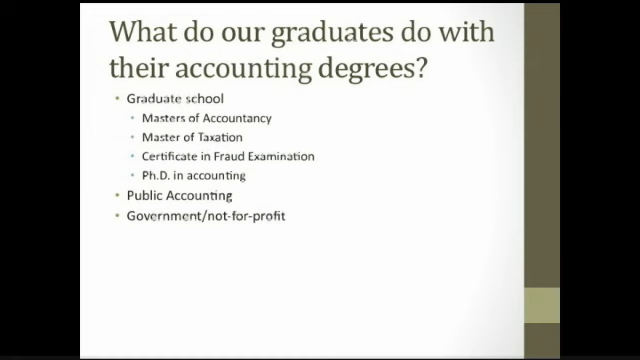 What do our graduates do with
their accounting degrees?
• Graduate school
• Masters of Accountancy
• Master of Taxation
• Certificate in Fraud Examination
• Ph.D. in accounting
• Public Accounting
• Government/not-for-profit